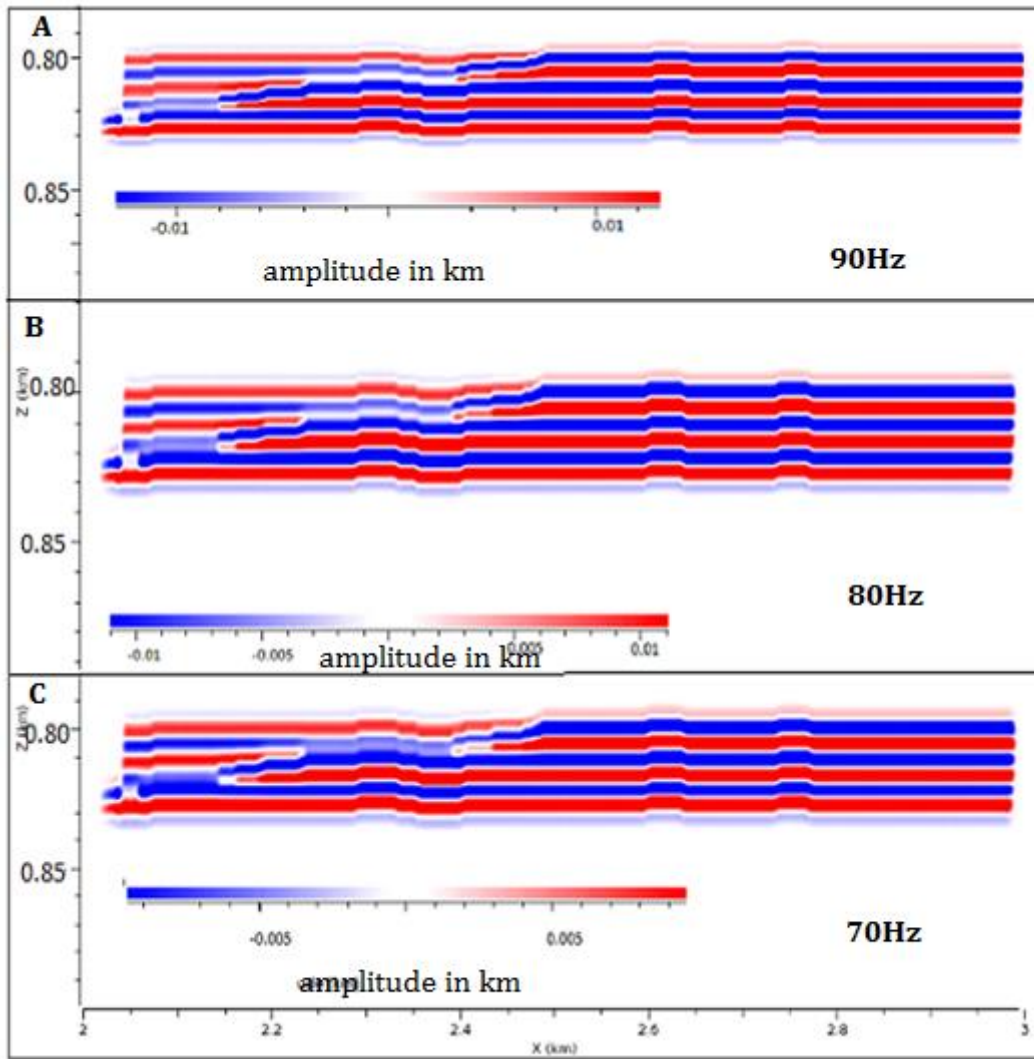 A
0.80
0.85
-0.01 0.01
amplitude in km
90Hz
B
Z (km)
0.80
0.85
80Hz
-0.01 -0.005 0.005 0.01
amplitude in km
C
0.80
0.85
-0.005 0.005
70Hz
amplitude in km
2 2.2 2.4 2.6 2.8 3
X (km)